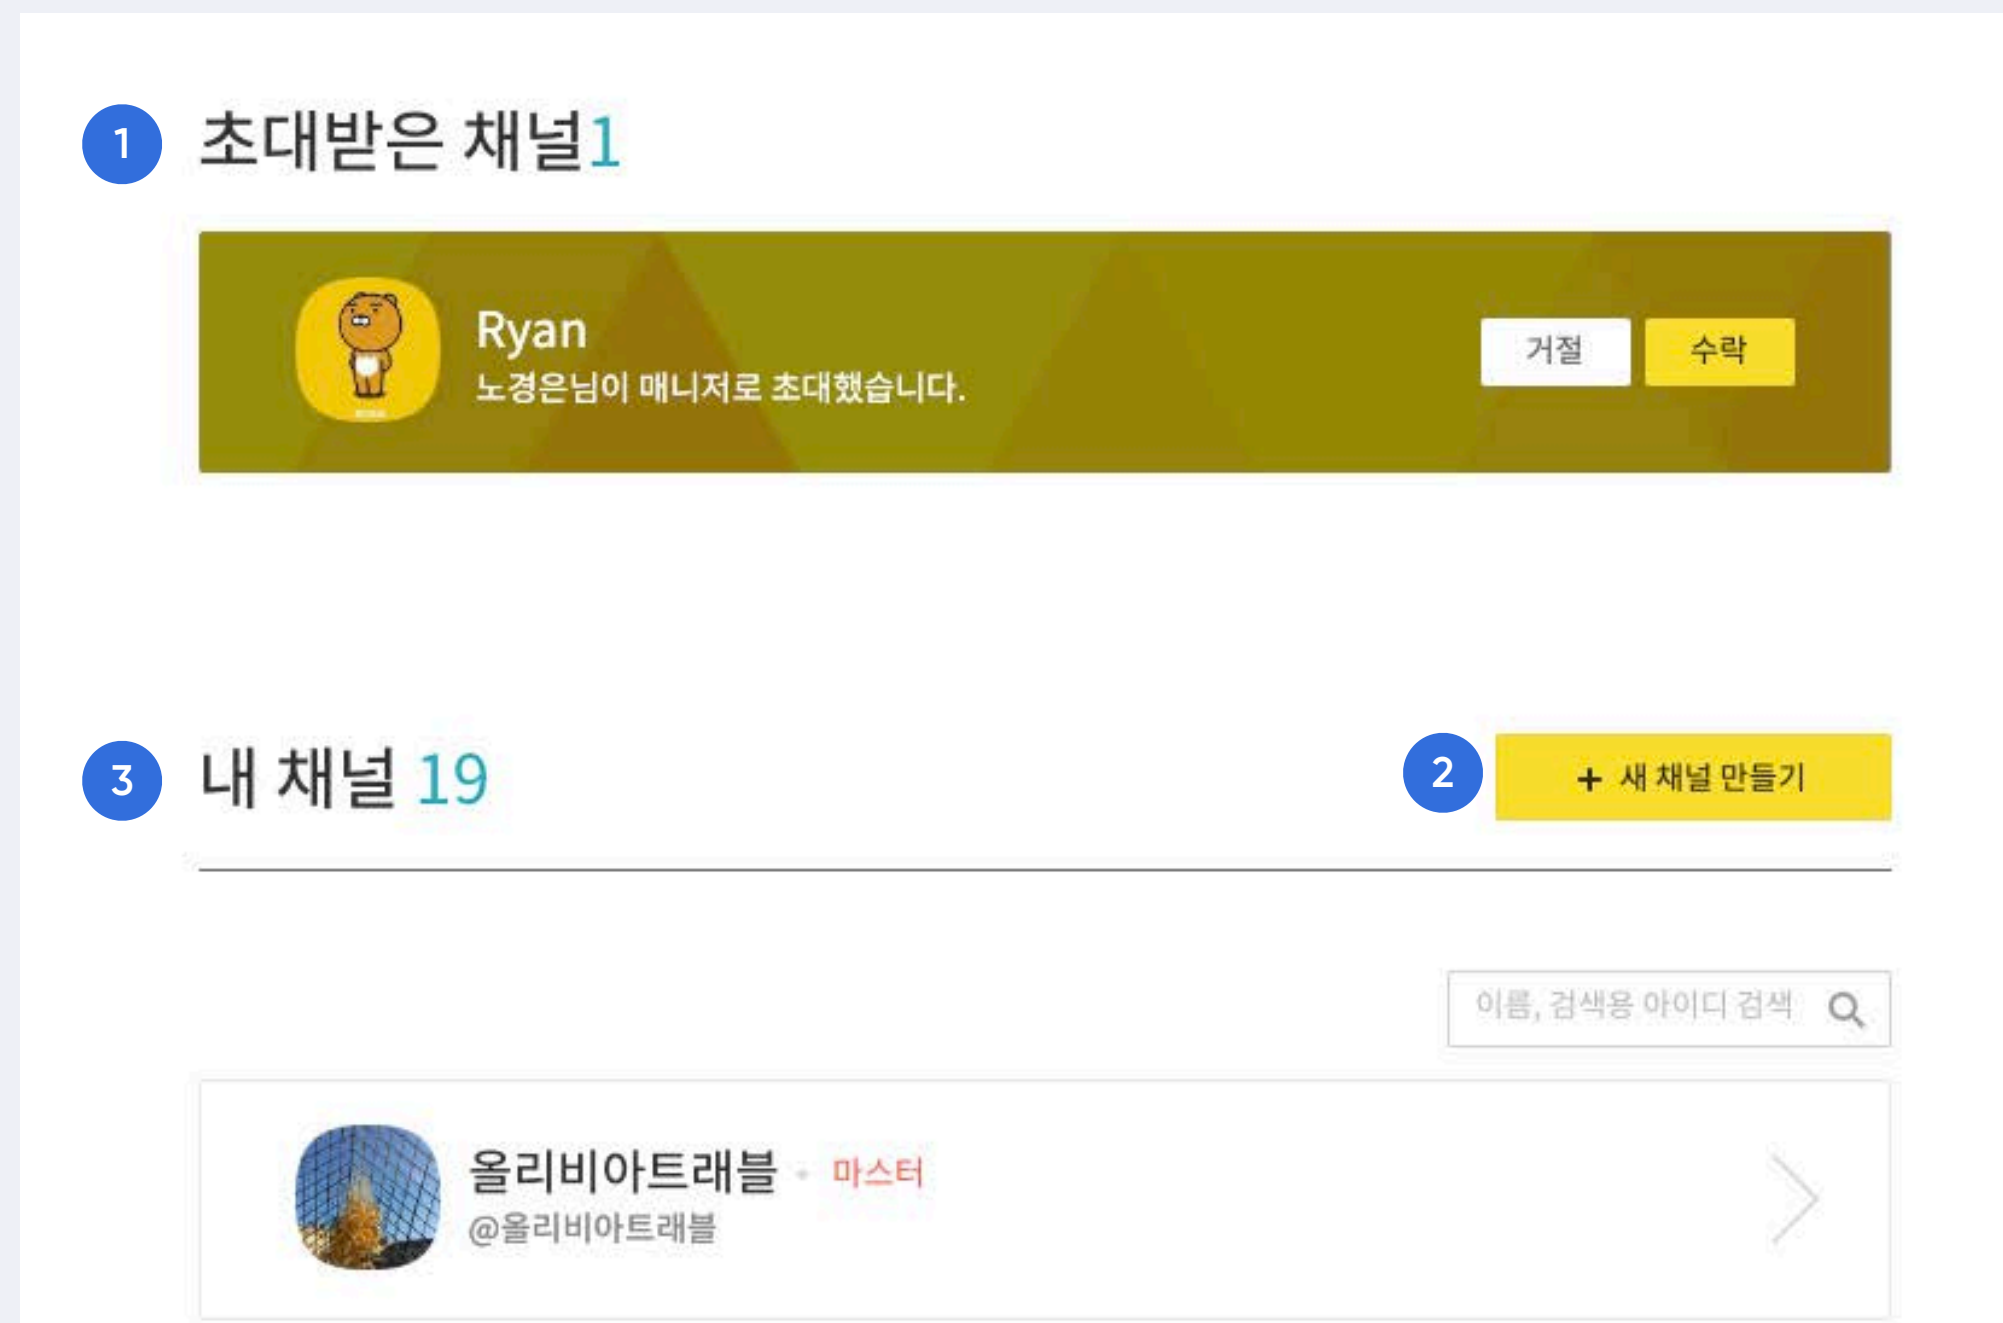 1 초대받은 채널1
Ryan
노경은님이 매니저로 초대했습니다.
거절 수락
3 내 채널 19
2 + 새 채널 만들기
이름, 검색용 아이디 검색
올리비아트래블 • 마스터
@올리비아트래블